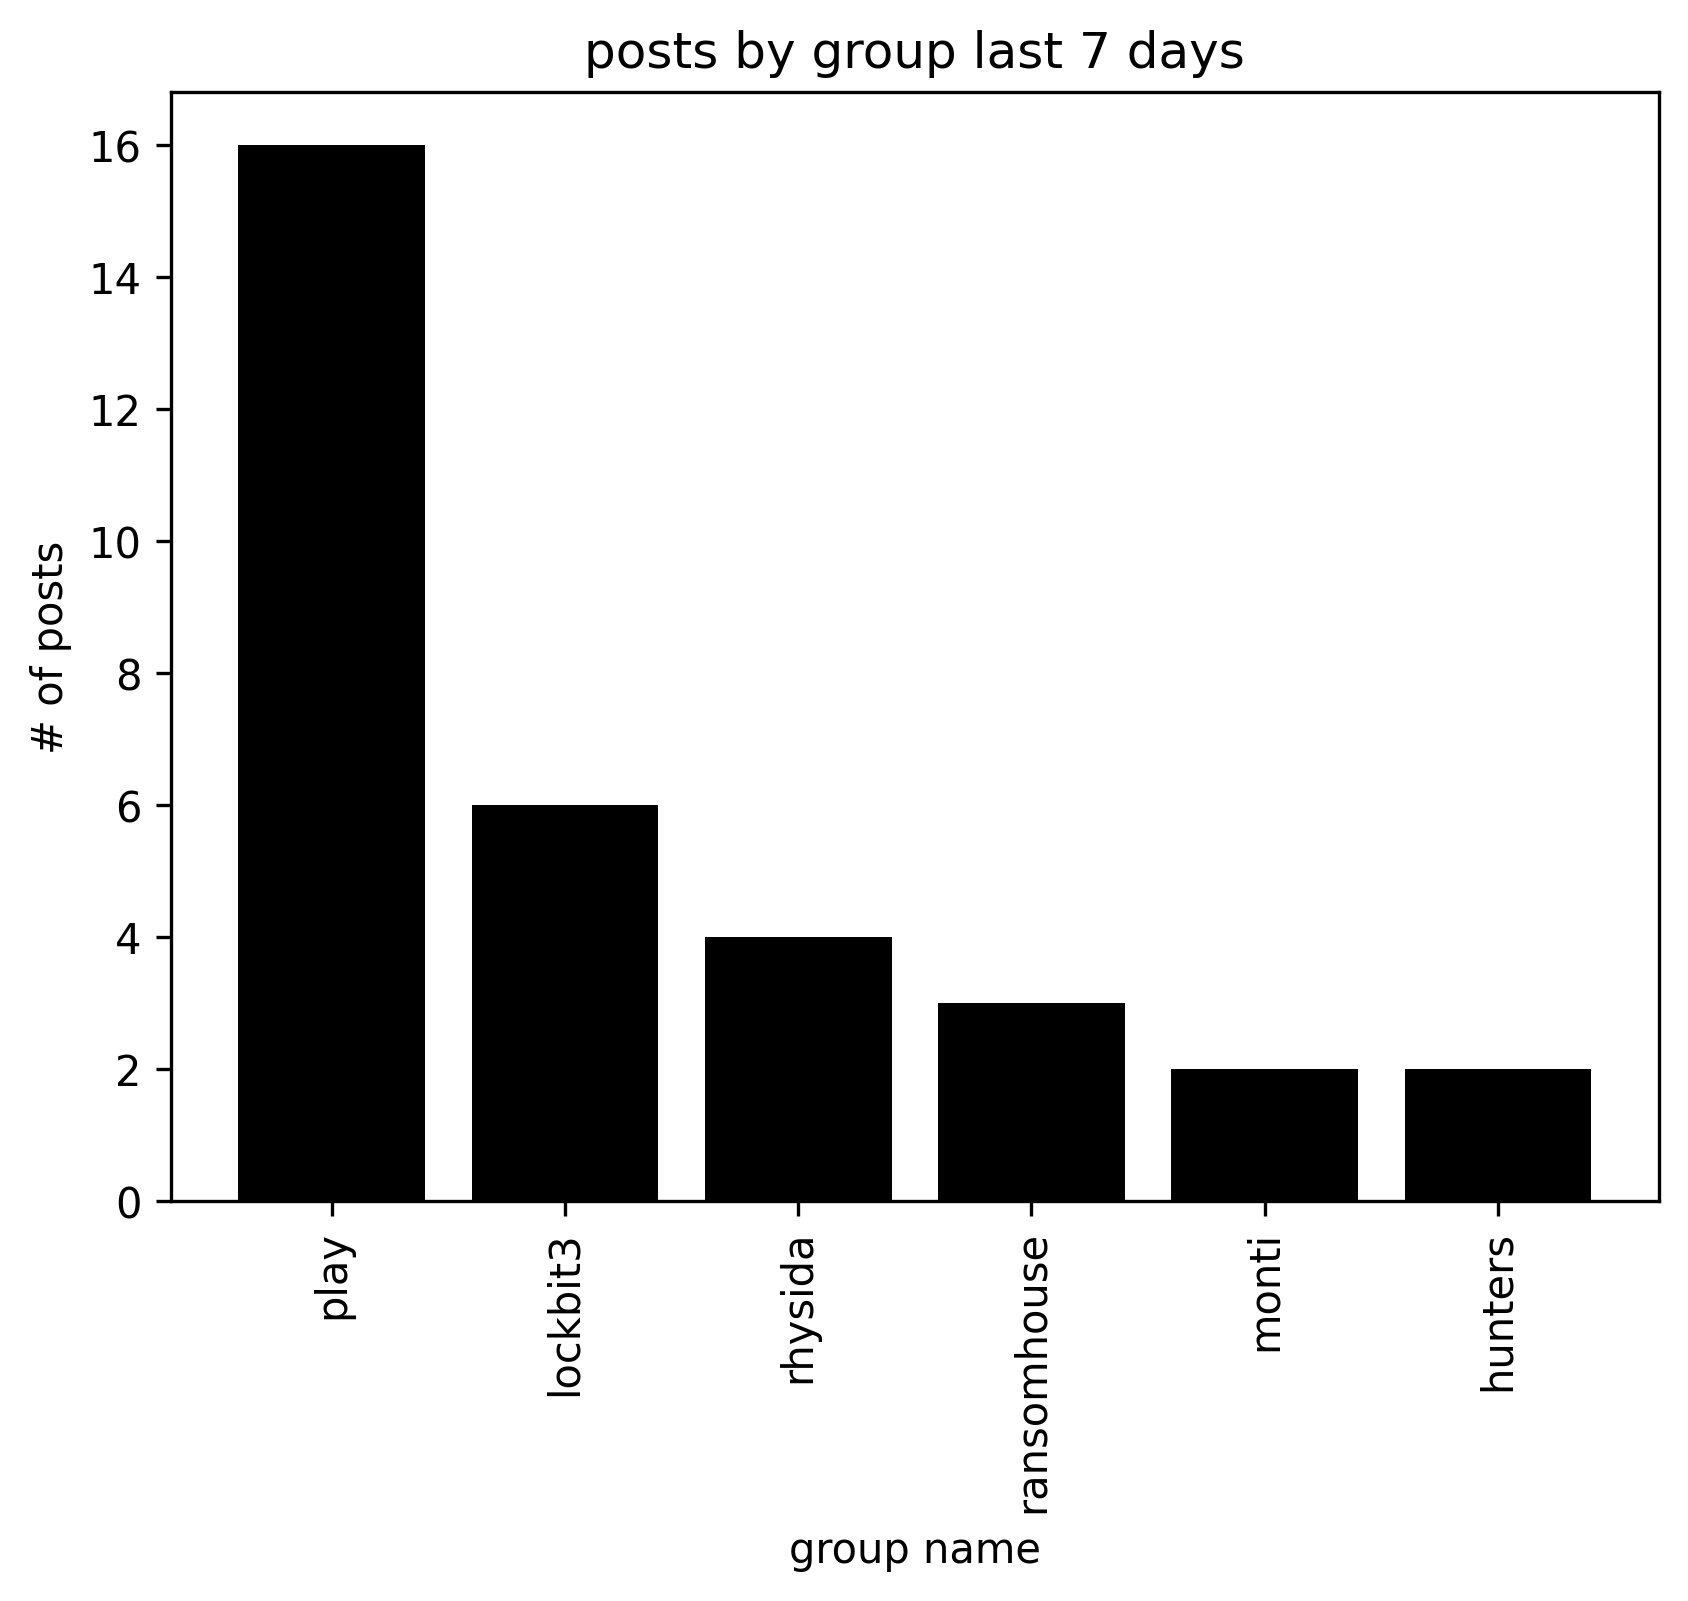 posts by group last 7 days
16
14
12
10
8
6
4
2
0
# of posts
play
lockbit3
rhysida
ransomhouse
monti
hunters
group name